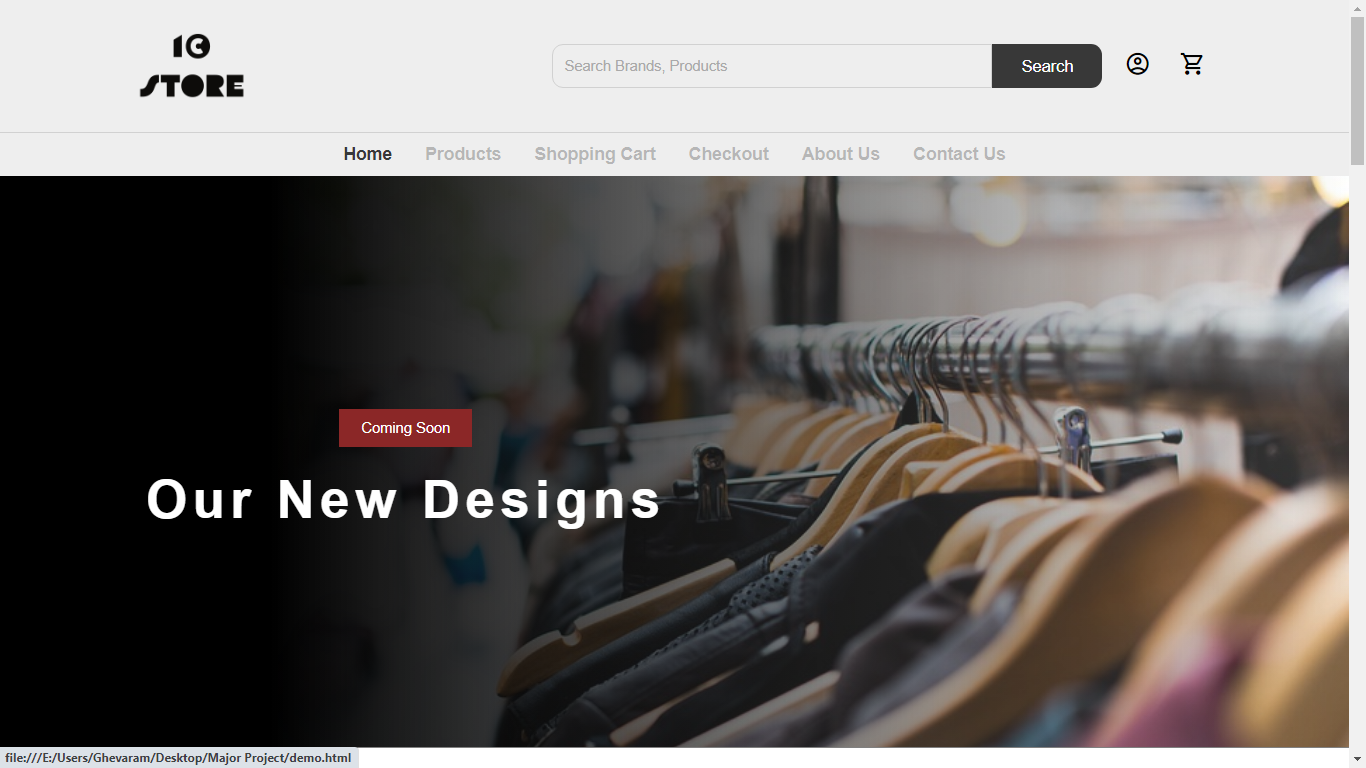 10
STORE
Search Brands, Products
Search
Home Products Shopping Cart Checkout About Us Contact Us
Coming Soon
Our New Designs
file:///E:/Users/Ghevaram/Desktop/Major Project/demo.html